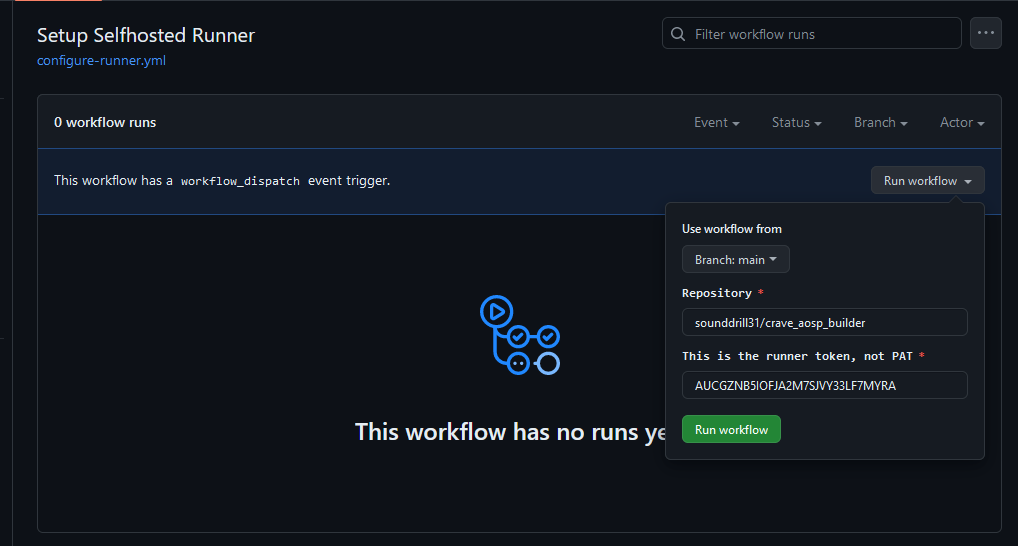 Setup Selfhosted Runner
configure-runner.yml
Filter workflow runs
0 workflow runs
Event
Status
Branch
Actor
This workflow has a workflow_dispatch event trigger.
Run workflow
Use workflow from
Branch: main
Repository *
sounddrill31/crave_aosp_builder
This is the runner token, not PAT *
AUCGZNB5IOFJA2M7SJVY33LF7MYRA
Run workflow
This workflow has no runs ye